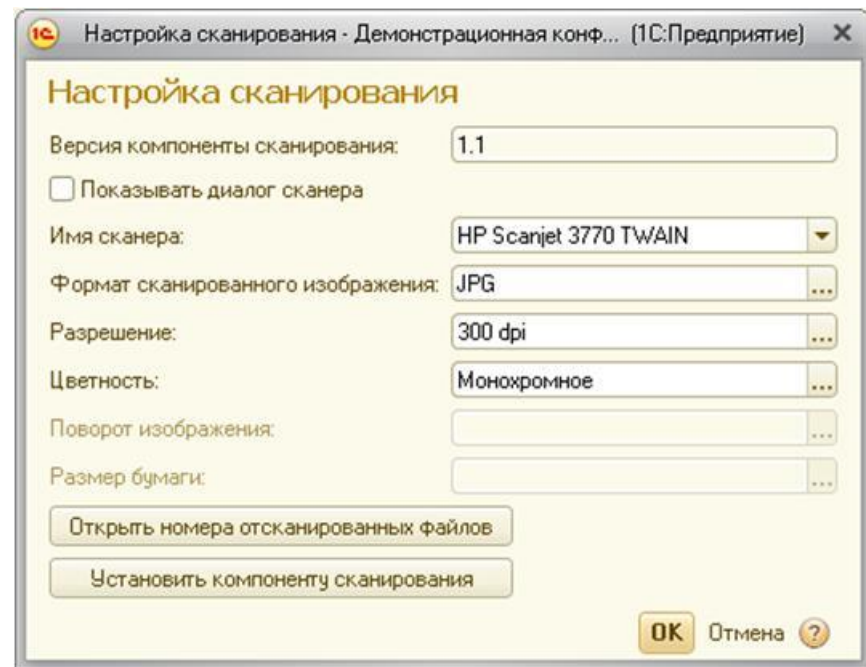 1С Настройка сканирования - Демонстрационная конф... (1С:Предприятие)
Настройка сканирования
Версия компоненты сканирования: 1.1
Показывать диалог сканера
Имя сканера: HP Scanjet 3770 TWAIN
Формат сканированного изображения: JPG ...
Разрешение: 300 dpi ...
Цветность: Монохромное ...
Поворот изображения: ...
Размер бумаги: ...
Открыть номера отсканированных файлов
Установить компоненту сканирования
OK Отмена ?